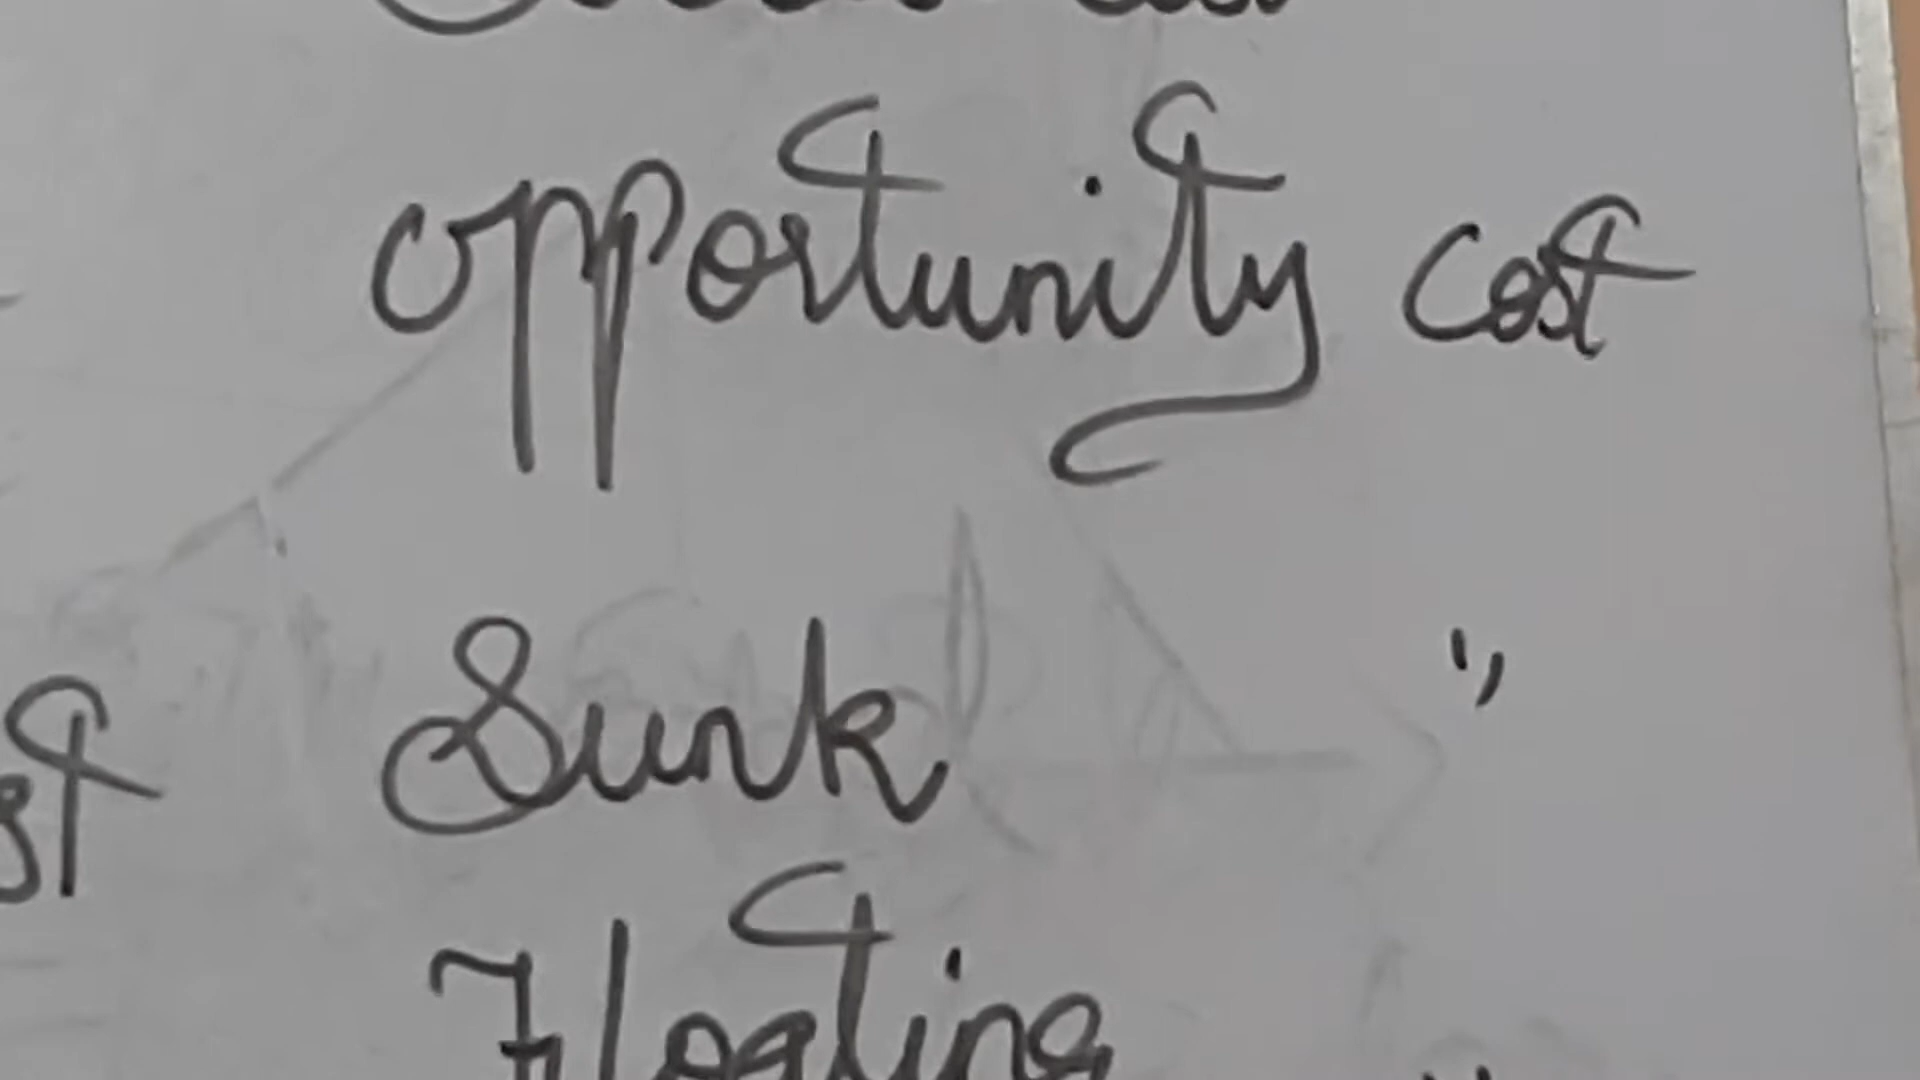 opportunity cost
Sunk "
Floating "